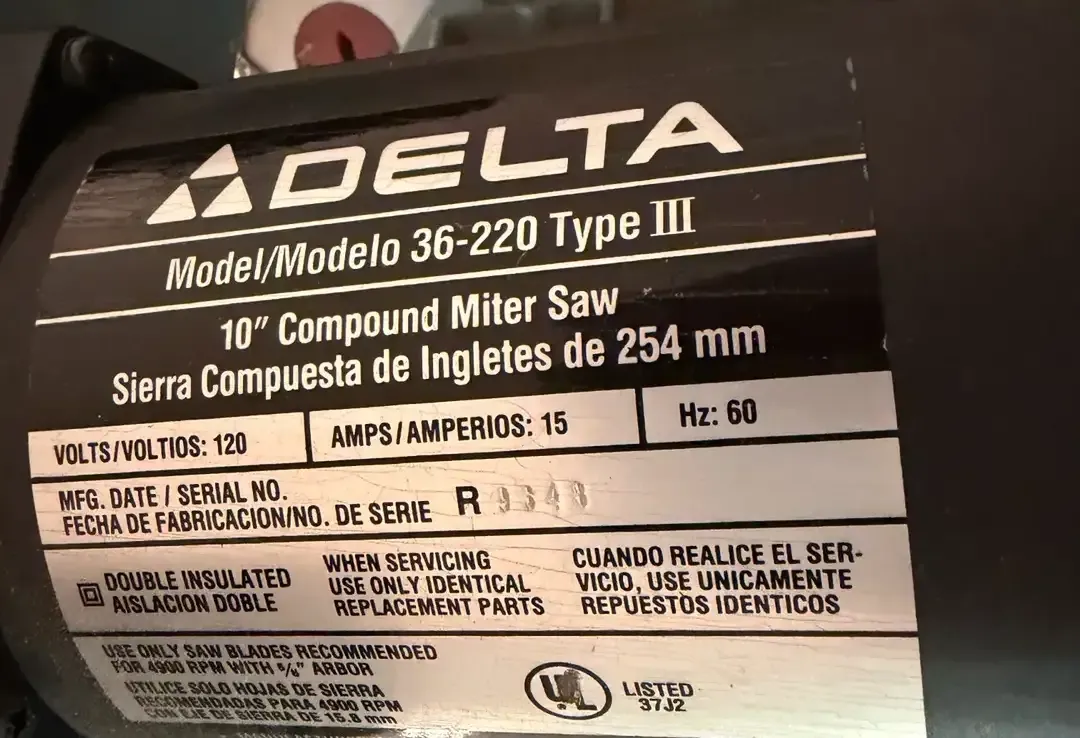 DELTA
Model/Modelo 36-220 Type III
10" Compound Miter Saw
Sierra Compuesta de Ingletes de 254 mm
VOLTS/VOLTIOS: 120
AMPS/AMPERIOS: 15
Hz: 60
MFG. DATE / SERIAL NO.
FECHA DE FABRICACION/NO. DE SERIE R
DOUBLE INSULATED
AISLACION DOBLE
WHEN SERVICING
USE ONLY IDENTICAL
REPLACEMENT PARTS
CUANDO REALICE EL SER-
VICIO, USE UNICAMENTE
REPUESTOS IDENTICOS
USE ONLY SAW BLADES RECOMMENDED
FOR 4900 RPM WITH 5/8" ARBOR
UTILICE SOLO HOJAS DE SIERRA
RECOMENDADAS PARA 4900 RPM
CON EJE DE SIERRA DE 15.8 mm
UL
LISTED
37J2